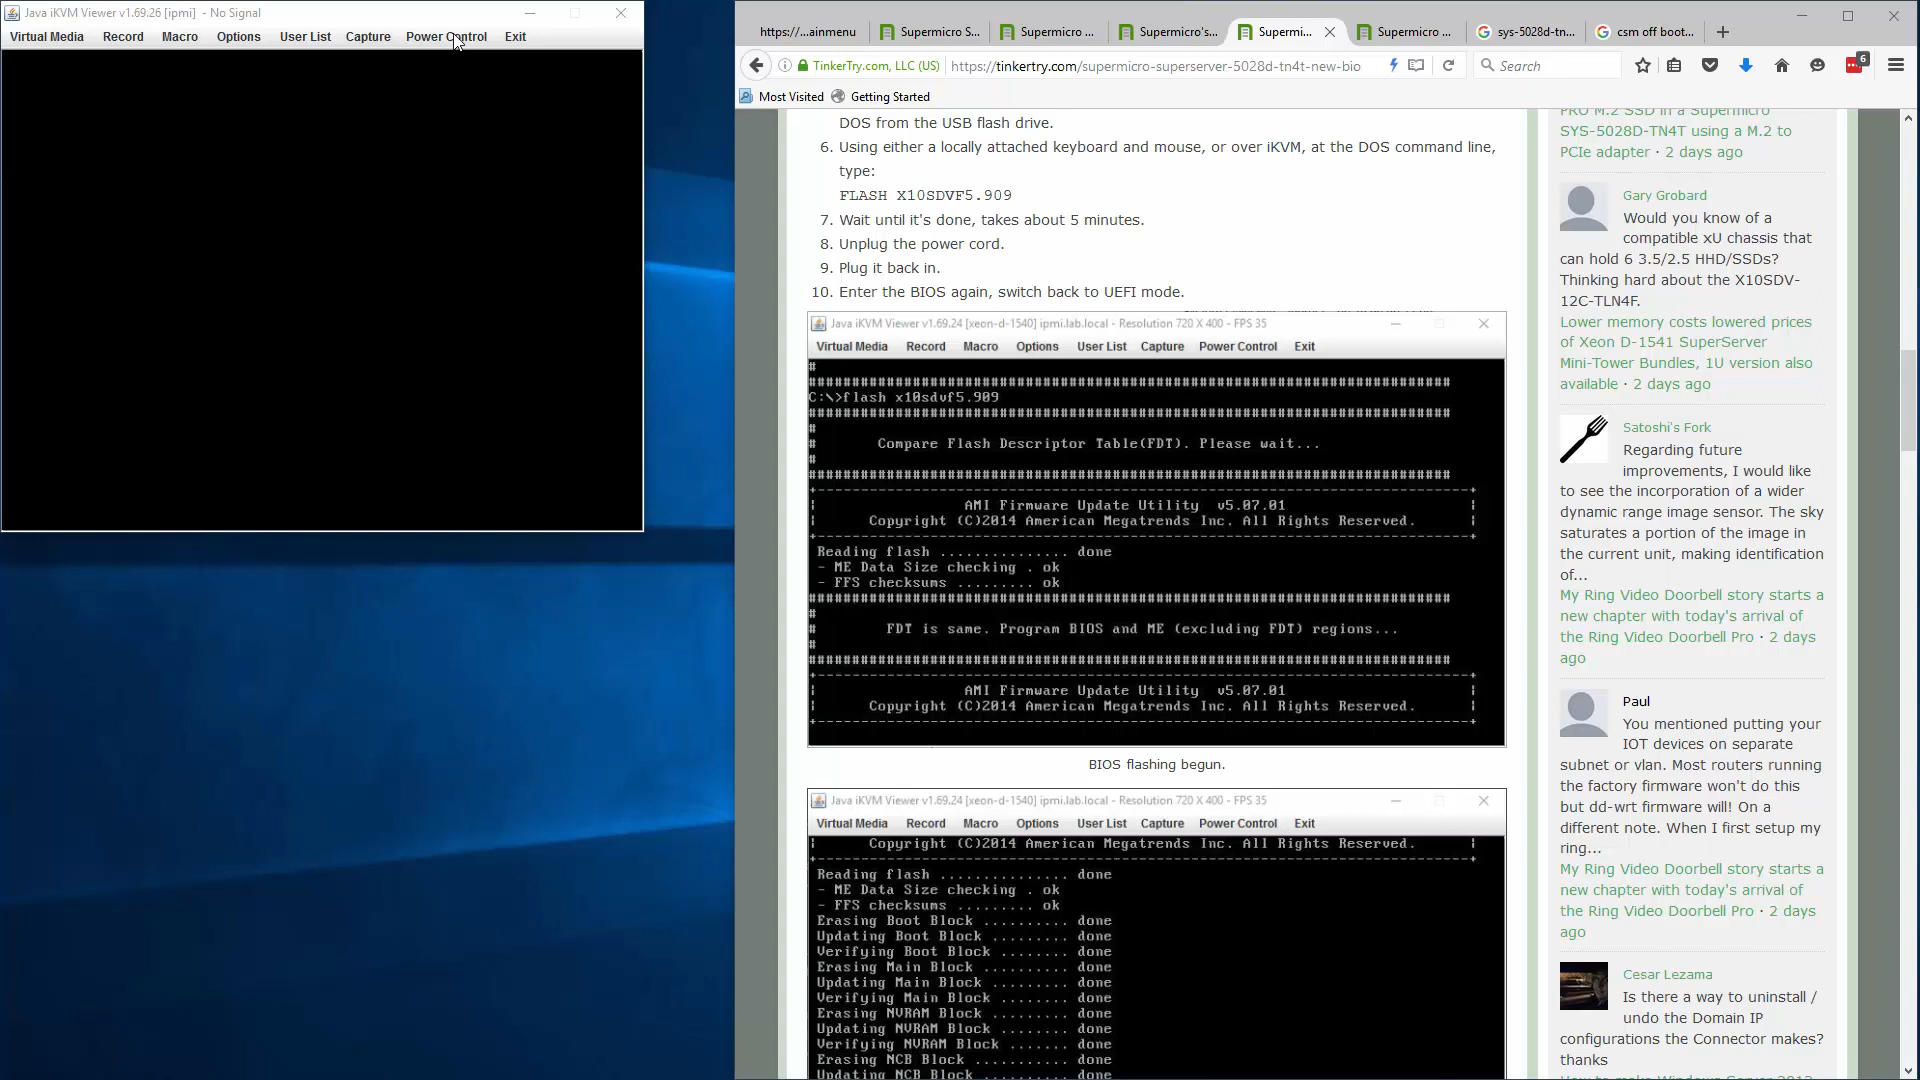 Java iKVM Viewer v1.69.26 [ipmi]  - No Signal
Virtual Media Record Macro Options User List Capture Power Control Exit
https://...ainmenu
Supermicro S...
Supermicro ...
Supermicro's...
Supermi...
Supermicro ...
sys-5028d-tn...
csm off boot...
TinkerTry.com, LLC (US)
https://tinkertry.com/supermicro-superserver-5028d-tn4t-new-bio
Search
6
Most Visited Getting Started
DOS from the USB flash drive.
6. Using either a locally attached keyboard and mouse, or over iKVM, at the DOS command line,
type:
FLASH X10SDVF5.909
7. Wait until it's done, takes about 5 minutes.
8. Unplug the power cord.
9. Plug it back in.
10. Enter the BIOS again, switch back to UEFI mode.
Java iKVM Viewer v1.69.24 [xeon-d-1540] ipmi.lab.local - Resolution 720 X 400 - FPS 35
Virtual Media Record Macro Options User List Capture Power Control Exit
#
##########################################################################
C:\>flash x10sdvf5.909
##########################################################################
#
#       Compare Flash Descriptor Table(FDT). Please wait...
#
##########################################################################
+---------------------------------------------------------------------------+
|                 AMI Firmware Update Utility  v5.07.01                     |
|      Copyright (C)2014 American Megatrends Inc. All Rights Reserved.      |
+---------------------------------------------------------------------------+
Reading flash ............... done
- ME Data Size checking . ok
- FFS checksums ......... ok
##########################################################################
#
#        FDT is same. Program BIOS and ME (excluding FDT) regions...
#
##########################################################################
+---------------------------------------------------------------------------+
|                 AMI Firmware Update Utility  v5.07.01                     |
|      Copyright (C)2014 American Megatrends Inc. All Rights Reserved.      |
+---------------------------------------------------------------------------+
BIOS flashing begun.
Java iKVM Viewer v1.69.24 [xeon-d-1540] ipmi.lab.local - Resolution 720 X 400 - FPS 35
Virtual Media Record Macro Options User List Capture Power Control Exit
|      Copyright (C)2014 American Megatrends Inc. All Rights Reserved.      |
+---------------------------------------------------------------------------+
Reading flash ............... done
- ME Data Size checking . ok
- FFS checksums ......... ok
Erasing Boot Block .......... done
Updating Boot Block ......... done
Verifying Boot Block ........ done
Erasing Main Block .......... done
Updating Main Block ......... done
Verifying Main Block ........ done
Erasing NVRAM Block ......... done
Updating NVRAM Block ........ done
Verifying NVRAM Block ....... done
Erasing NCB Block ........... done
Updating NCB Block .......... done
PRO M.2 SSD in a Supermicro
SYS-5028D-TN4T using a M.2 to
PCIe adapter · 2 days ago
Gary Grobard
Would you know of a
compatible xU chassis that
can hold 6 3.5/2.5 HHD/SSDs?
Thinking hard about the X10SDV-
12C-TLN4F.
Lower memory costs lowered prices
of Xeon D-1541 SuperServer
Mini-Tower Bundles, 1U version also
available · 2 days ago
Satoshi's Fork
Regarding future
improvements, I would like
to see the incorporation of a wider
dynamic range image sensor. The sky
saturates a portion of the image in
the current unit, making identification
of...
My Ring Video Doorbell story starts a
new chapter with today's arrival of
the Ring Video Doorbell Pro · 2 days
ago
Paul
You mentioned putting your
IOT devices on separate
subnet or vlan. Most routers running
the factory firmware won't do this
but dd-wrt firmware will! On a
different note. When I first setup my
ring...
My Ring Video Doorbell story starts a
new chapter with today's arrival of
the Ring Video Doorbell Pro · 2 days
ago
Cesar Lezama
Is there a way to uninstall /
undo the Domain IP
configurations the Connector makes?
thanks